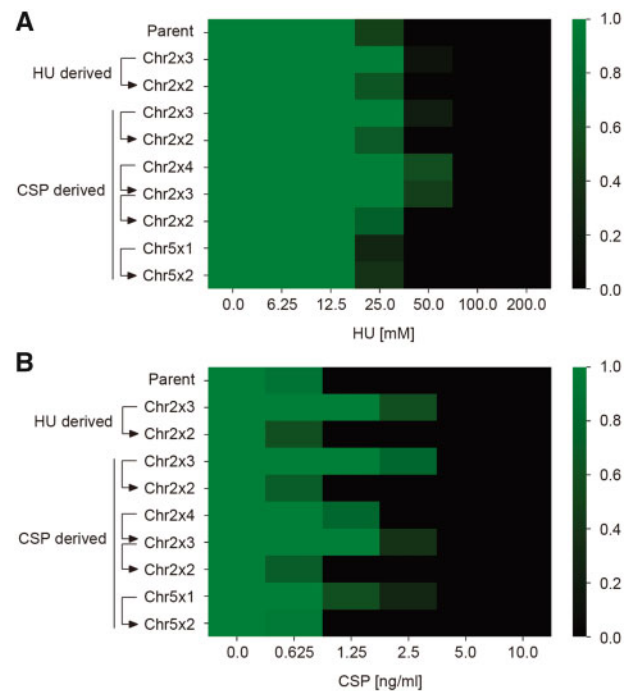 A
Parent
HU derived
Chr2x3
Chr2x2
CSP derived
Chr2x3
Chr2x2
Chr2x4
Chr2x3
Chr2x2
Chr5x1
Chr5x2
0.0 6.25 12.5 25.0 50.0 100.0 200.0
HU [mM]
1.0
0.8
0.6
0.4
0.2
0.0
B
Parent
HU derived
Chr2x3
Chr2x2
CSP derived
Chr2x3
Chr2x2
Chr2x4
Chr2x3
Chr2x2
Chr5x1
Chr5x2
0.0 0.625 1.25 2.5 5.0 10.0
CSP [ng/ml]
1.0
0.8
0.6
0.4
0.2
0.0